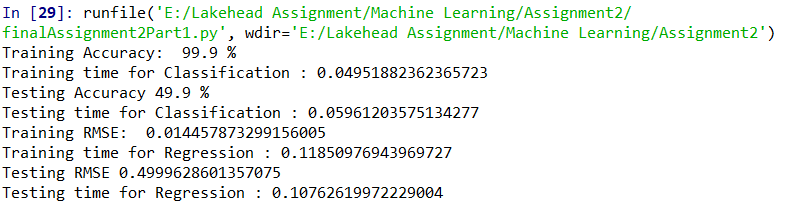 In [29]: runfile('E:/Lakehead Assignment/Machine Learning/Assignment2/
finalAssignment2Part1.py', wdir='E:/Lakehead Assignment/Machine Learning/Assignment2')
Training Accuracy:  99.9 %
Training time for Classification : 0.04951882362365723
Testing Accuracy 49.9 %
Testing time for Classification : 0.05961203575134277
Training RMSE:  0.014457873299156005
Training time for Regression : 0.11850976943969727
Testing RMSE 0.4999628601357075
Testing time for Regression : 0.10762619972229004